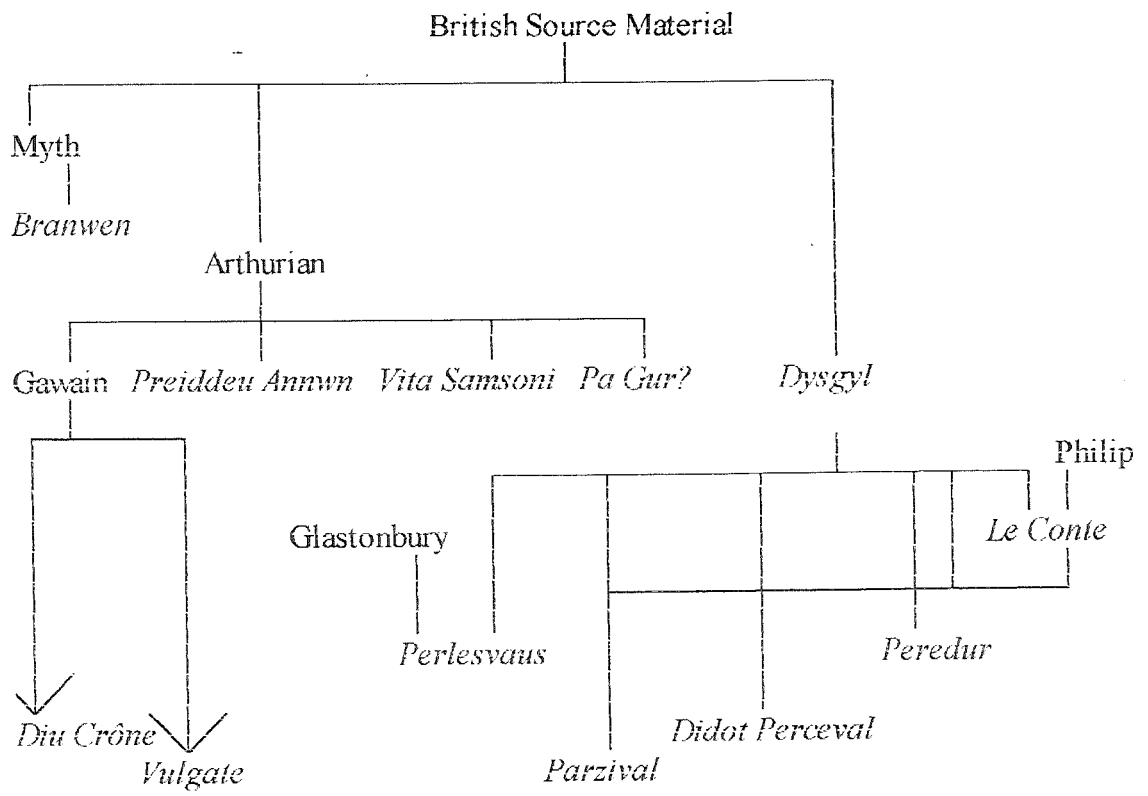 British Source Material
Myth
Branwen
Arthurian
Gawain Preiddeu Annwn Vita Samsoni Pa Gur? Dysgyl
Philip
Le Conte
Glastonbury
Perlesvaus Peredur
Diu Crône Didot Perceval
Vulgate Parzival